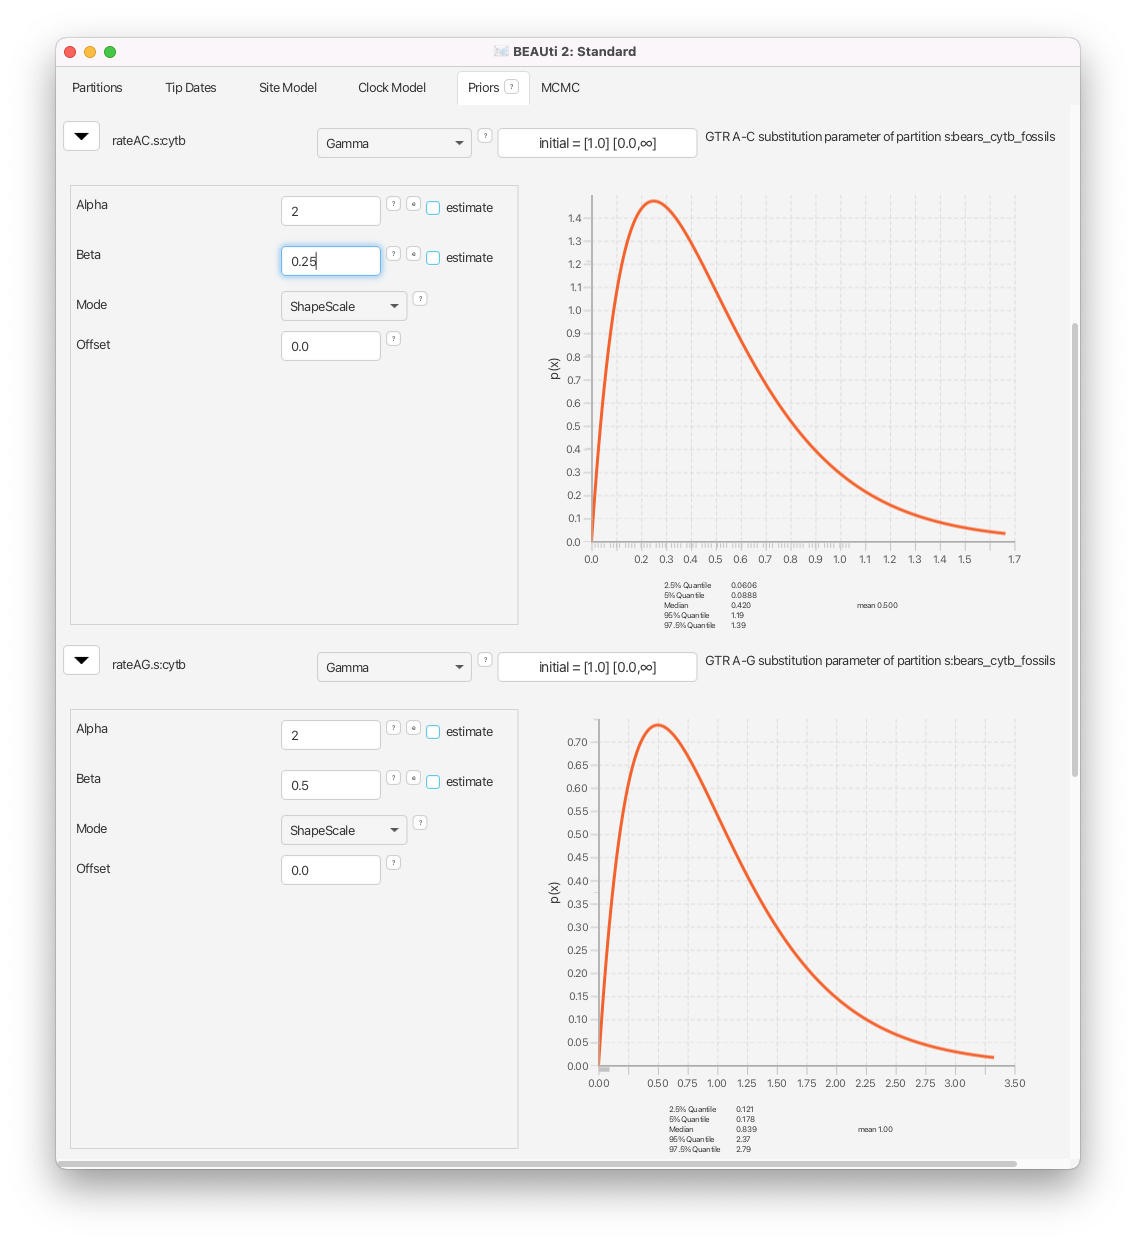 BEAUti 2: Standard
Partitions Tip Dates Site Model Clock Model Priors ? MCMC
rateAC.s:cytb Gamma ? initial = [1.0] [0.0,∞] GTR A-C substitution parameter of partition s:bears_cytb_fossils
Alpha 2 ? e estimate
Beta 0.25 ? e estimate
Mode ShapeScale ?
Offset 0.0 ?
p(x)
1.4
1.3
1.2
1.1
1.0
0.9
0.8
0.7
0.6
0.5
0.4
0.3
0.2
0.1
0.0
0.0 0.2 0.3 0.4 0.5 0.6 0.7 0.8 0.9 1.0 1.1 1.2 1.3 1.4 1.5 1.7
2.5% Quantile 0.0606
5% Quantile 0.0888
Median 0.420 mean 0.500
95% Quantile 1.19
97.5% Quantile 1.39
rateAG.s:cytb Gamma ? initial = [1.0] [0.0,∞] GTR A-G substitution parameter of partition s:bears_cytb_fossils
Alpha 2 ? e estimate
Beta 0.5 ? e estimate
Mode ShapeScale ?
Offset 0.0 ?
p(x)
0.70
0.65
0.60
0.55
0.50
0.45
0.40
0.35
0.30
0.25
0.20
0.15
0.10
0.05
0.00
0.00 0.50 0.75 1.00 1.25 1.50 1.75 2.00 2.25 2.50 2.75 3.00 3.50
2.5% Quantile 0.121
5% Quantile 0.178
Median 0.839 mean 1.00
95% Quantile 2.37
97.5% Quantile 2.79